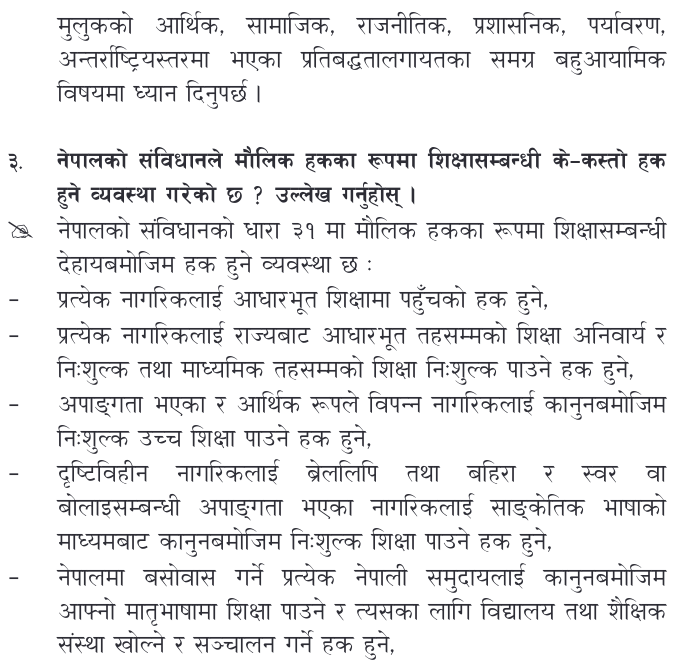 मुलुकको आर्थिक, सामाजिक, राजनीतिक, प्रशासनिक, पर्यावरण,
अन्तर्राष्ट्रियस्तरमा भएका प्रतिबद्धतालगायतका समग्र बहुआयामिक
विषयमा ध्यान दिनुपर्छ ।
३. नेपालको संविधानले मौलिक हकका रूपमा शिक्षासम्बन्धी के-कस्तो हक
हुने व्यवस्था गरेको छ ? उल्लेख गर्नुहोस् ।
नेपालको संविधानको धारा ३१ मा मौलिक हकका रूपमा शिक्षासम्बन्धी
देहायबमोजिम हक हुने व्यवस्था छ :
- प्रत्येक नागरिकलाई आधारभूत शिक्षामा पहुँचको हक हुने,
- प्रत्येक नागरिकलाई राज्यबाट आधारभूत तहसम्मको शिक्षा अनिवार्य र
निःशुल्क तथा माध्यमिक तहसम्मको शिक्षा निःशुल्क पाउने हक हुने,
- अपाङ्गता भएका र आर्थिक रूपले विपन्न नागरिकलाई कानुनबमोजिम
निःशुल्क उच्च शिक्षा पाउने हक हुने,
- दृष्टिविहीन नागरिकलाई ब्रेललिपि तथा बहिरा र स्वर वा
बोलाइसम्बन्धी अपाङ्गता भएका नागरिकलाई साङ्केतिक भाषाको
माध्यमबाट कानुनबमोजिम निःशुल्क शिक्षा पाउने हक हुने,
- नेपालमा बसोवास गर्ने प्रत्येक नेपाली समुदायलाई कानुनबमोजिम
आफ्नो मातृभाषामा शिक्षा पाउने र त्यसका लागि विद्यालय तथा शैक्षिक
संस्था खोल्ने र सञ्चालन गर्ने हक हुने,